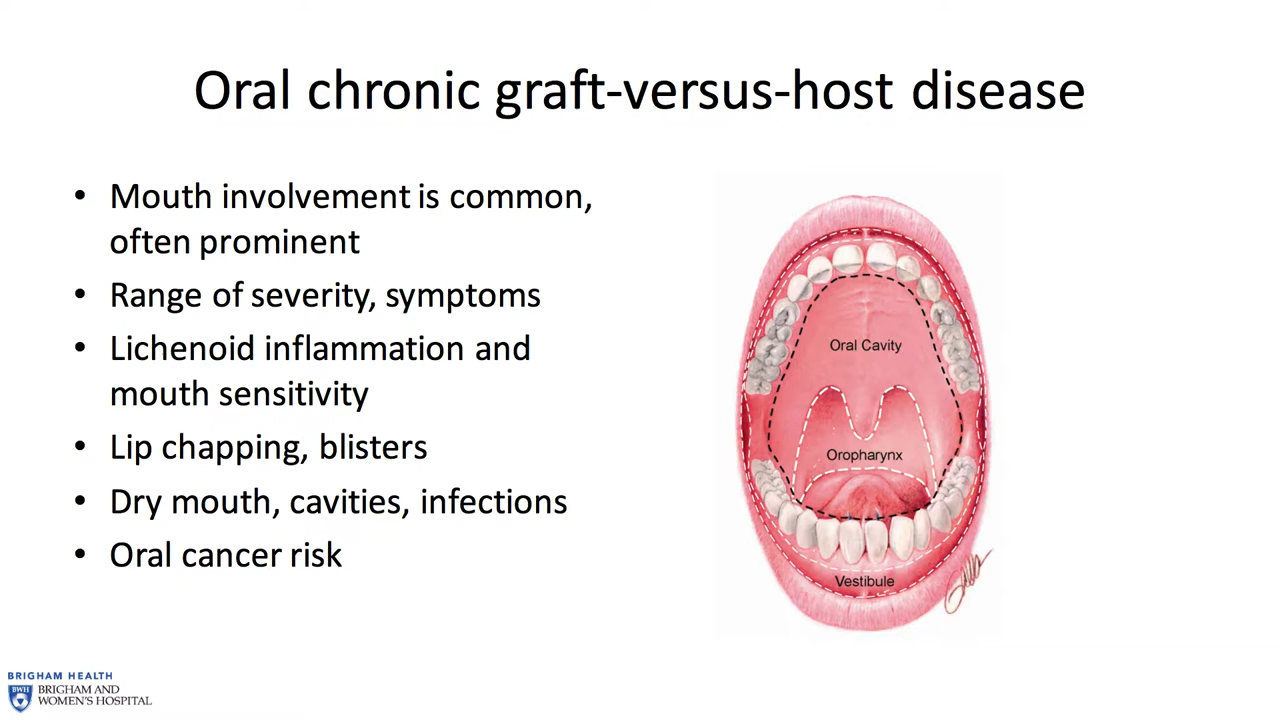 Oral chronic graft-versus-host disease
• Mouth involvement is common,
often prominent
• Range of severity, symptoms
• Lichenoid inflammation and
mouth sensitivity
• Lip chapping, blisters
• Dry mouth, cavities, infections
• Oral cancer risk
Oral Cavity
Oropharynx
Vestibule
BRIGHAM HEALTH
BWH
BRIGHAM AND
WOMEN'S HOSPITAL